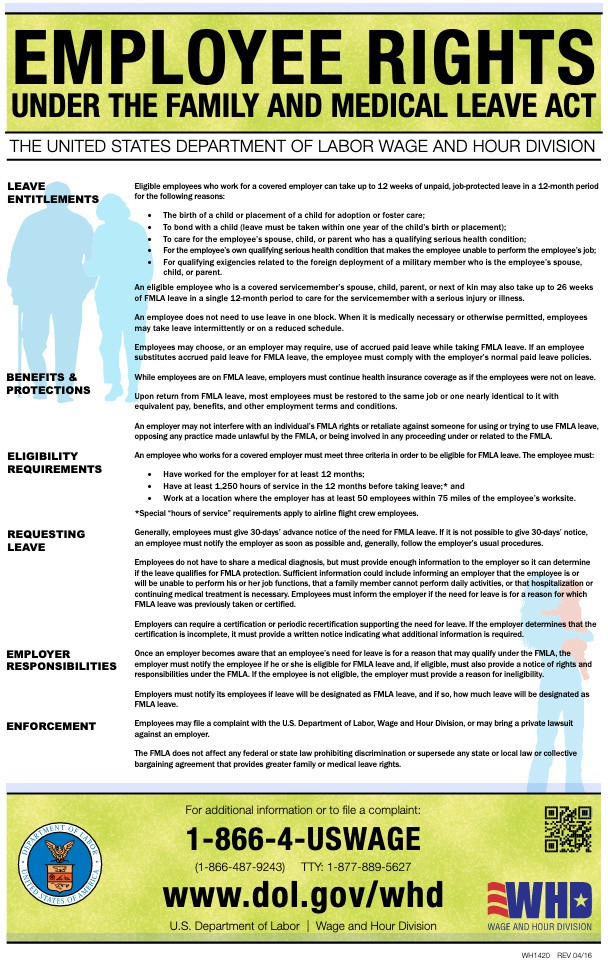 EMPLOYEE RIGHTS
UNDER THE FAMILY AND MEDICAL LEAVE ACT
THE UNITED STATES DEPARTMENT OF LABOR WAGE AND HOUR DIVISION
LEAVE
ENTITLEMENTS
Eligible employees who work for a covered employer can take up to 12 weeks of unpaid, job-protected leave in a 12-month period
for the following reasons:
• The birth of a child or placement of a child for adoption or foster care;
• To bond with a child (leave must be taken within one year of the child's birth or placement);
• To care for the employee's spouse, child, or parent who has a qualifying serious health condition;
• For the employee's own qualifying serious health condition that makes the employee unable to perform the employee's job;
• For qualifying exigencies related to the foreign deployment of a military member who is the employee's spouse,
child, or parent.
An eligible employee who is a covered servicemember's spouse, child, parent, or next of kin may also take up to 26 weeks
of FMLA leave in a single 12-month period to care for the servicemember with a serious injury or illness.
An employee does not need to use leave in one block. When it is medically necessary or otherwise permitted, employees
may take leave intermittently or on a reduced schedule.
Employees may choose, or an employer may require, use of accrued paid leave while taking FMLA leave. If an employee
substitutes accrued paid leave for FMLA leave, the employee must comply with the employer's normal paid leave policies.
BENEFITS &
PROTECTIONS
While employees are on FMLA leave, employers must continue health insurance coverage as if the employees were not on leave.
Upon return from FMLA leave, most employees must be restored to the same job or one nearly identical to it with
equivalent pay, benefits, and other employment terms and conditions.
An employer may not interfere with an individual's FMLA rights or retaliate against someone for using or trying to use FMLA leave,
opposing any practice made unlawful by the FMLA, or being involved in any proceeding under or related to the FMLA.
ELIGIBILITY
REQUIREMENTS
An employee who works for a covered employer must meet three criteria in order to be eligible for FMLA leave. The employee must:
• Have worked for the employer for at least 12 months;
• Have at least 1,250 hours of service in the 12 months before taking leave;* and
• Work at a location where the employer has at least 50 employees within 75 miles of the employee's worksite.
*Special "hours of service" requirements apply to airline flight crew employees.
REQUESTING
LEAVE
Generally, employees must give 30-days' advance notice of the need for FMLA leave. If it is not possible to give 30-days' notice,
an employee must notify the employer as soon as possible and, generally, follow the employer's usual procedures.
Employees do not have to share a medical diagnosis, but must provide enough information to the employer so it can determine
if the leave qualifies for FMLA protection. Sufficient information could include informing an employer that the employee is or
will be unable to perform his or her job functions, that a family member cannot perform daily activities, or that hospitalization or
continuing medical treatment is necessary. Employees must inform the employer if the need for leave is for a reason for which
FMLA leave was previously taken or certified.
Employers can require a certification or periodic recertification supporting the need for leave. If the employer determines that the
certification is incomplete, it must provide a written notice indicating what additional information is required.
EMPLOYER
RESPONSIBILITIES
Once an employer becomes aware that an employee's need for leave is for a reason that may qualify under the FMLA, the
employer must notify the employee if he or she is eligible for FMLA leave and, if eligible, must also provide a notice of rights and
responsibilities under the FMLA. If the employee is not eligible, the employer must provide a reason for ineligibility.
Employers must notify its employees if leave will be designated as FMLA leave, and if so, how much leave will be designated as
FMLA leave.
ENFORCEMENT
Employees may file a complaint with the U.S. Department of Labor, Wage and Hour Division, or may bring a private lawsuit
against an employer.
The FMLA does not affect any federal or state law prohibiting discrimination or supersede any state or local law or collective
bargaining agreement that provides greater family or medical leave rights.
For additional information or to file a complaint:
1-866-4-USWAGE
(1-866-487-9243) TTY: 1-877-889-5627
www.dol.gov/whd
U.S. Department of Labor | Wage and Hour Division
DEPARTMENT OF LABOR
UNITED STATES OF AMERICA
WHD
WAGE AND HOUR DIVISION
WH1420 REV 04/16